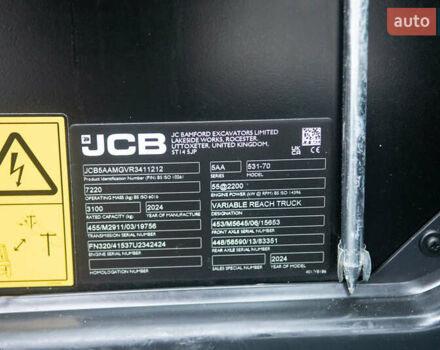 auto
JCB
JC BAMFORD EXCAVATORS LIMITED
LAKESIDE WORKS, ROCESTER,
UTTOXETER, UNITED KINGDOM,
ST14 5JP
JCB5AAMGVR3411212
Product Identification Number (PIN) BS ISO 10261
5AA
SERIES
531-70
MODEL
7220
OPERATING MASS (kg) BS ISO 6016
55@2200
ENGINE POWER (kW @ RPM) BS ISO 14396
3100
RATED CAPACITY (kg)
2024
YEAR OF MANUFACTURE
VARIABLE REACH TRUCK
DESIGNATION
455/M2911/03/19756
TRANSMISSION SERIAL NUMBER
453/M5645/06/15653
FRONT AXLE SERIAL NUMBER
FN320/41537U2342424
ENGINE SERIAL NUMBER
448/58590/13/83351
REAR AXLE SERIAL NUMBER
HOMOLOGATION NUMBER
SALES SPECIAL NUMBER
2024
MODEL YEAR